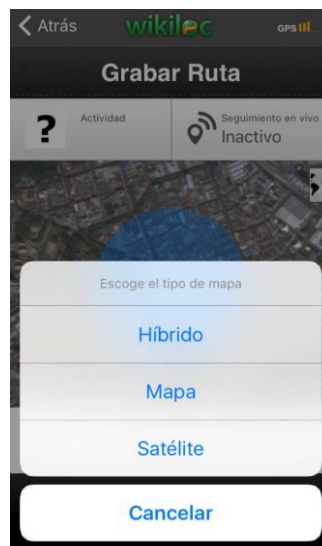 Atrás
wikiloc
GPS
Grabar Ruta
?
Actividad
Seguimiento en vivo
Inactivo
Escoge el tipo de mapa
Híbrido
Mapa
Satélite
Cancelar